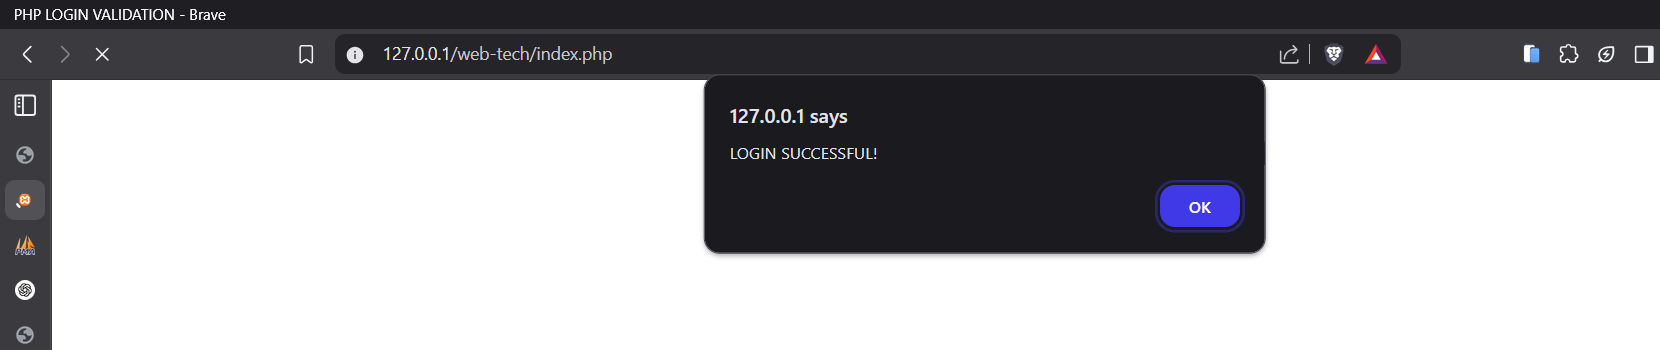 PHP LOGIN VALIDATION - Brave
127.0.0.1/web-tech/index.php
127.0.0.1 says
LOGIN SUCCESSFUL!
OK
PMA